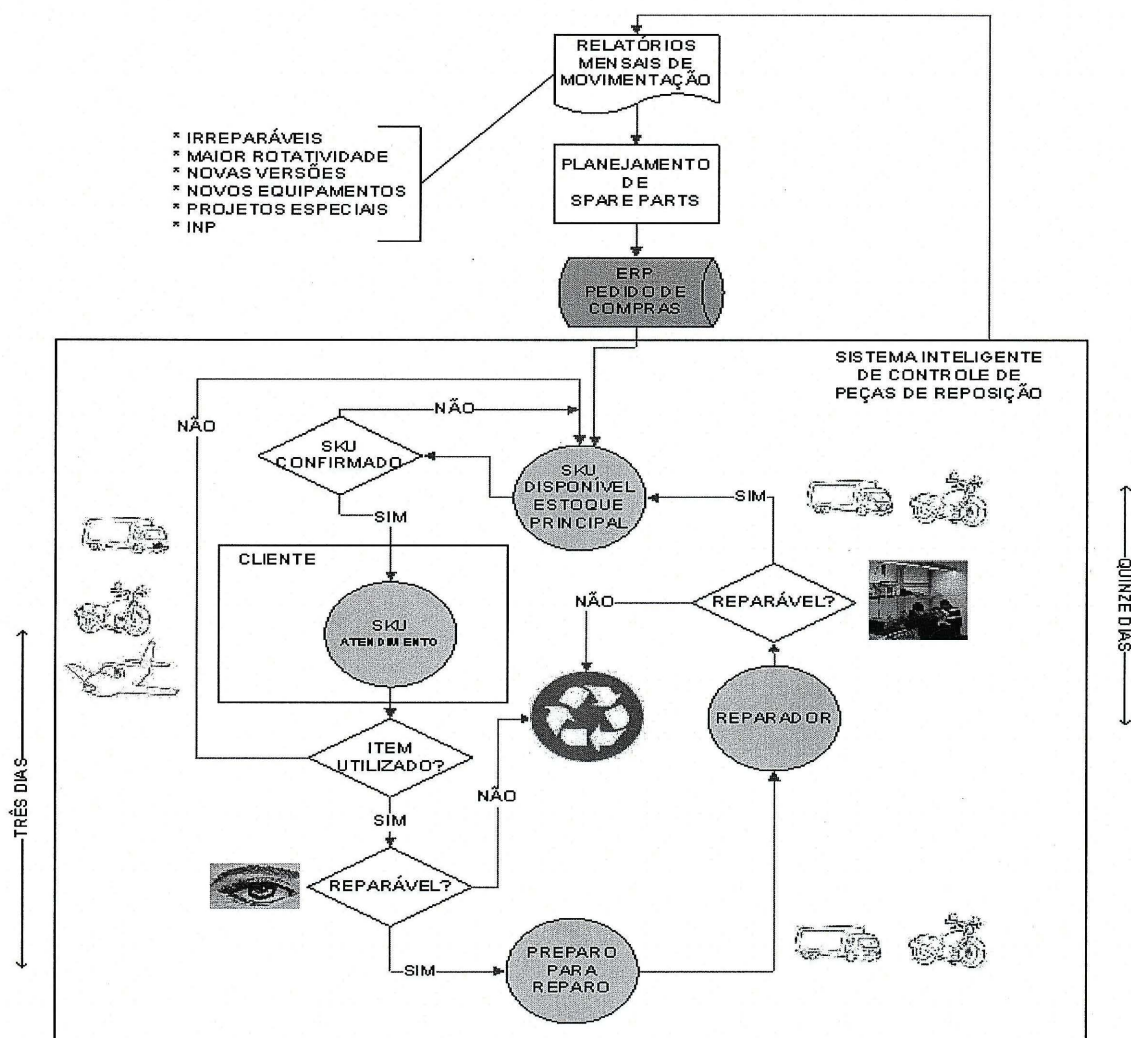 RELATÓRIOS
MENSAIS DE
MOVIMENTAÇÃO
* IRREPARÁVEIS
* MAIOR ROTATIVIDADE
* NOVAS VERSÕES
* NOVOS EQUIPAMENTOS
* PROJETOS ESPECIAIS
* INP
PLANEJAMENTO
DE
SPARE PARTS
ERP
PEDIDO DE
COMPRAS
SISTEMA INTELIGENTE
DE CONTROLE DE
PEÇAS DE REPOSIÇÃO
NÃO
NÃO
SKU
CONFIRMADO
SKU
DISPONÍVEL
ESTOQUE
PRINCIPAL
SIM
SIM
CLIENTE
SKU
ATENDIMENTO
NÃO
REPARÁVEL?
QUINZE DIAS
REPARADOR
ITEM
UTILIZADO?
NÃO
TRÊS DIAS
SIM
REPARÁVEL?
SIM
PREPARO
PARA
REPARO